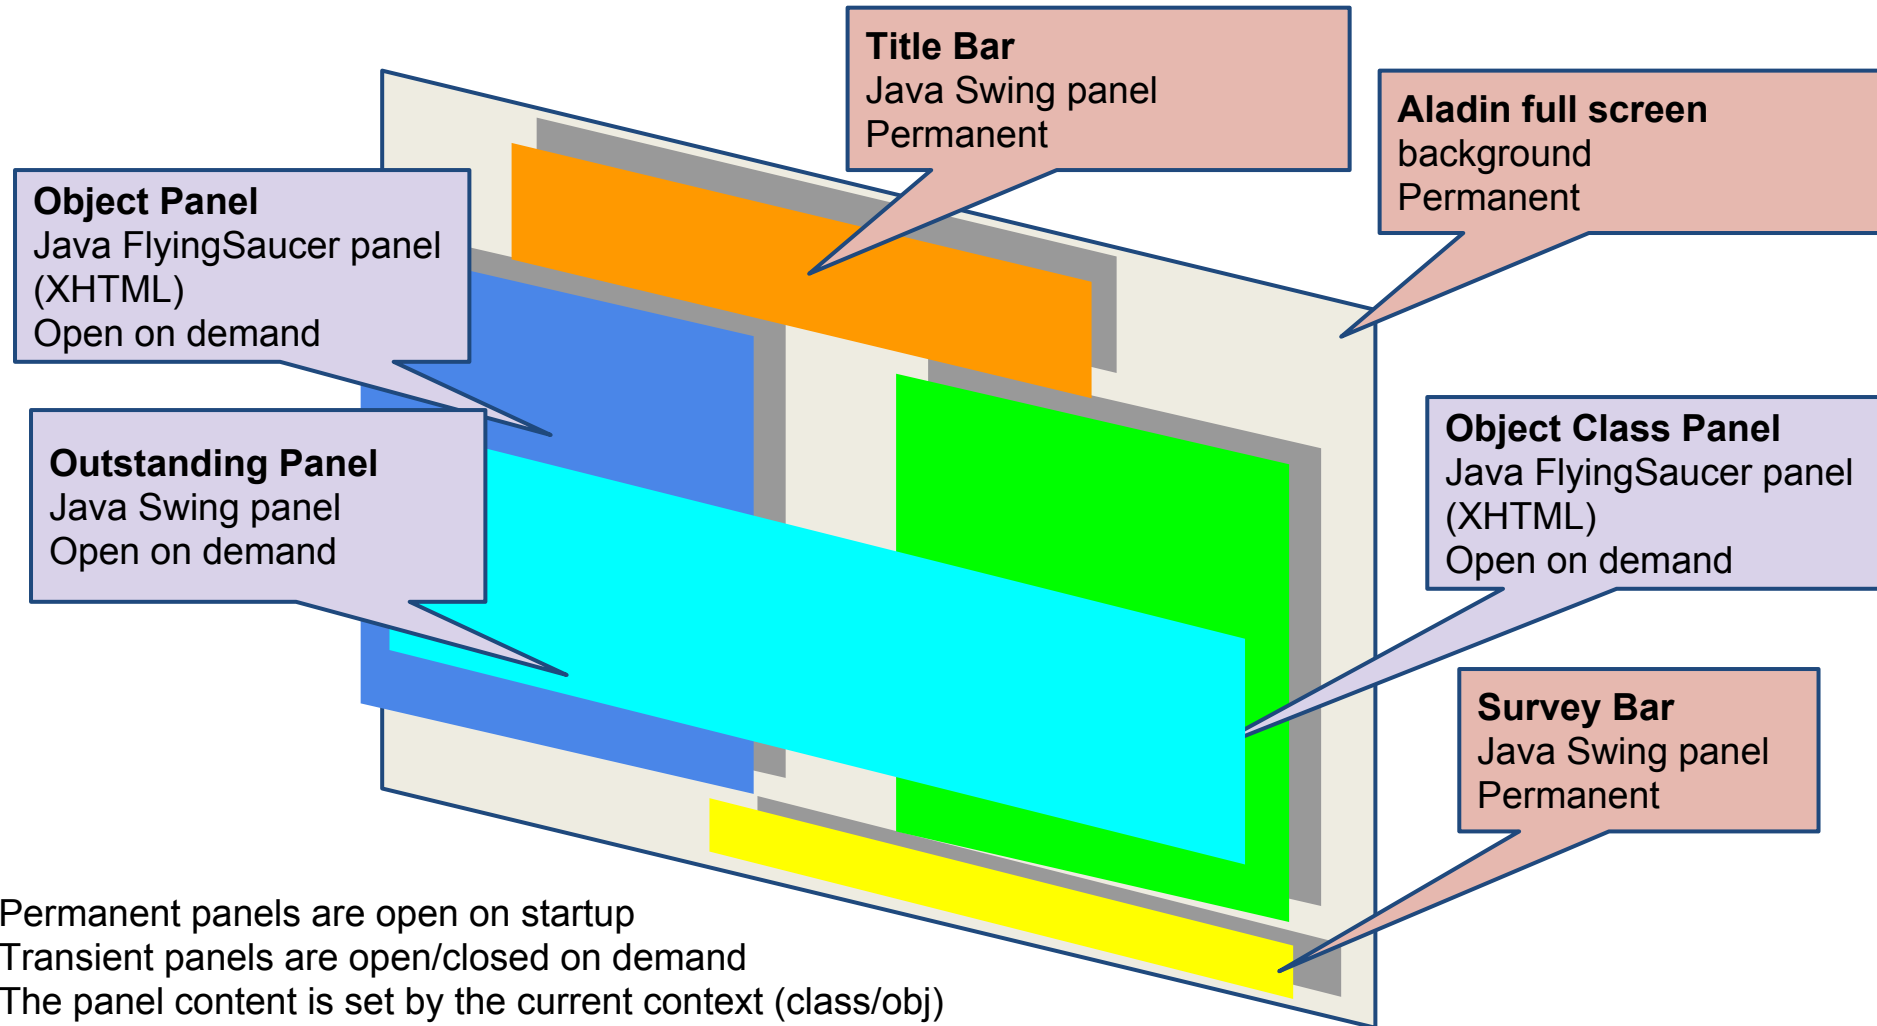 Title Bar
Java Swing panel
Permanent
Aladin full screen
background
Permanent
Object Panel
Java FlyingSaucer panel
(XHTML)
Open on demand
Outstanding Panel
Java Swing panel
Open on demand
Object Class Panel
Java FlyingSaucer panel
(XHTML)
Open on demand
Survey Bar
Java Swing panel
Permanent
Permanent panels are open on startup
Transient panels are open/closed on demand
The panel content is set by the current context (class/obj)